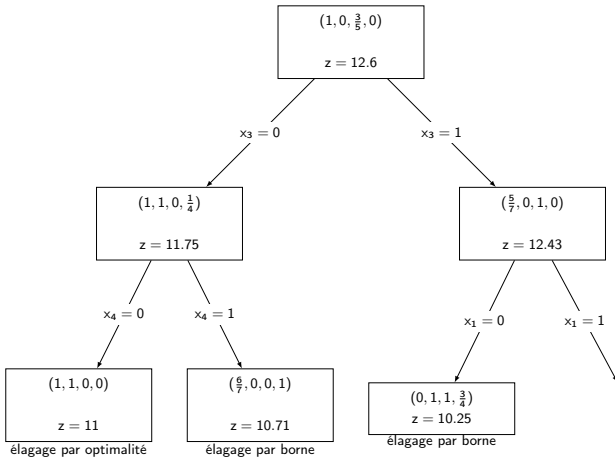 (1, 0, 3/5, 0)
z = 12.6
x₃ = 0
x₃ = 1
(1, 1, 0, 1/4)
z = 11.75
(5/7, 0, 1, 0)
z = 12.43
x₄ = 0
x₄ = 1
x₁ = 0
x₁ = 1
(1, 1, 0, 0)
z = 11
élagage par optimalité
(6/7, 0, 0, 1)
z = 10.71
élagage par borne
(0, 1, 1, 3/4)
z = 10.25
élagage par borne